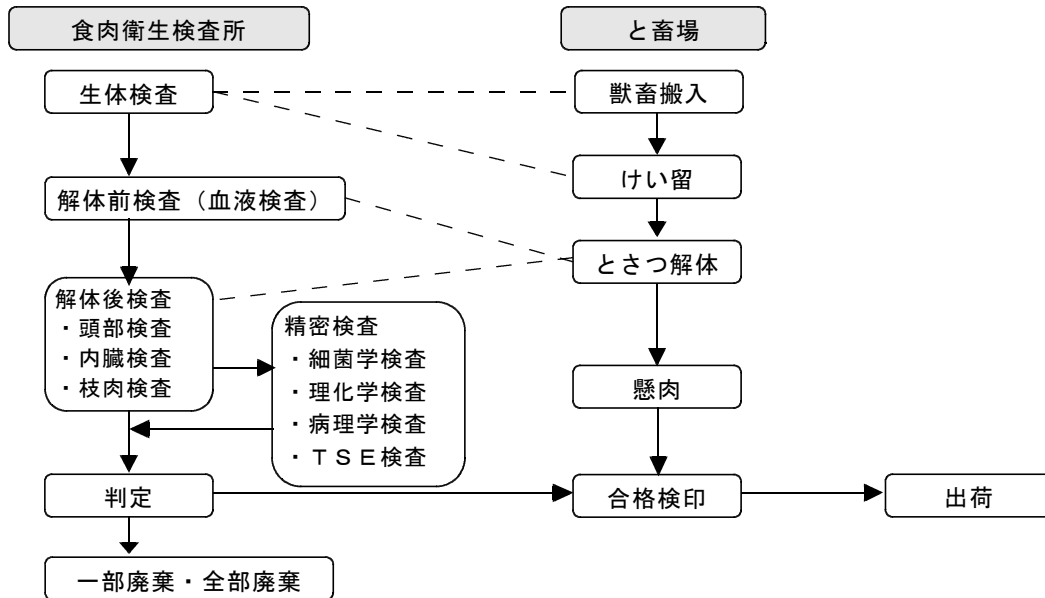 食肉衛生検査所
と畜場
生体検査
獣畜搬入
けい留
解体前検査（血液検査）
とさつ解体
解体後検査
・頭部検査
・内臓検査
・枝肉検査
精密検査
・細菌学検査
・理化学検査
・病理学検査
・ＴＳＥ検査
懸肉
判定
合格検印
出荷
一部廃棄・全部廃棄